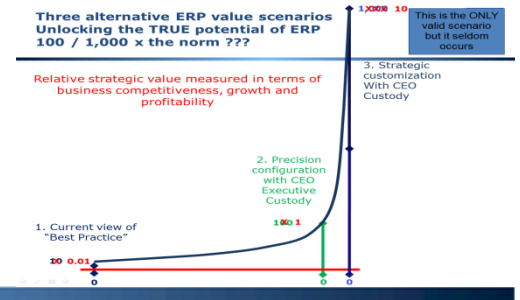 Three alternative ERP value scenarios
Unlocking the TRUE potential of ERP
100 / 1,000 x the norm ???
This is the ONLY
valid scenario
but it seldom
occurs
Relative strategic value measured in terms of
business competitiveness, growth and
profitability
3. Strategic
customization
With CEO
Custody
2. Precision
configuration
with CEO
Executive
Custody
1. Current view of
"Best Practice"
0.01
0
0
0